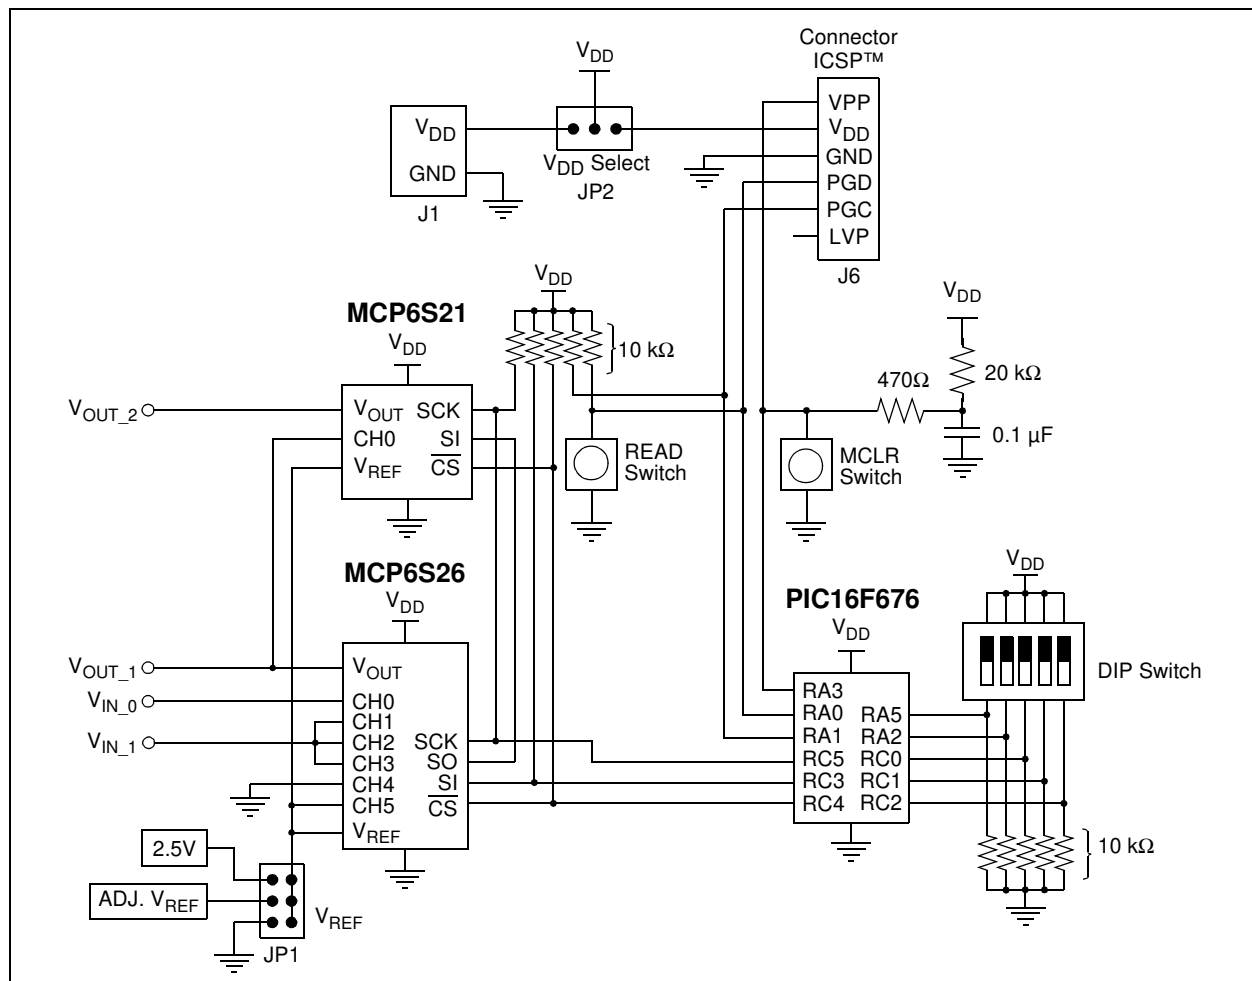 Connector
ICSP™
VDD
VPP
VDD
VDD
GND
GND
PGD
PGC
LVP
VDD Select
JP2
J1
J6
VDD
VDD
MCP6S21
VDD
10 kΩ
470Ω
20 kΩ
0.1 µF
VOUT_2
VOUT
SCK
CH0
SI
VREF
CS
READ
Switch
MCLR
Switch
MCP6S26
VDD
PIC16F676
VDD
VDD
DIP Switch
VOUT_1
VOUT
VIN_0
CH0
CH1
VIN_1
CH2
CH3
CH4
CH5
VREF
SCK
SO
SI
CS
RA3
RA0
RA1
RC5
RC3
RC4
RA5
RA2
RC0
RC1
RC2
10 kΩ
2.5V
ADJ. VREF
VREF
JP1